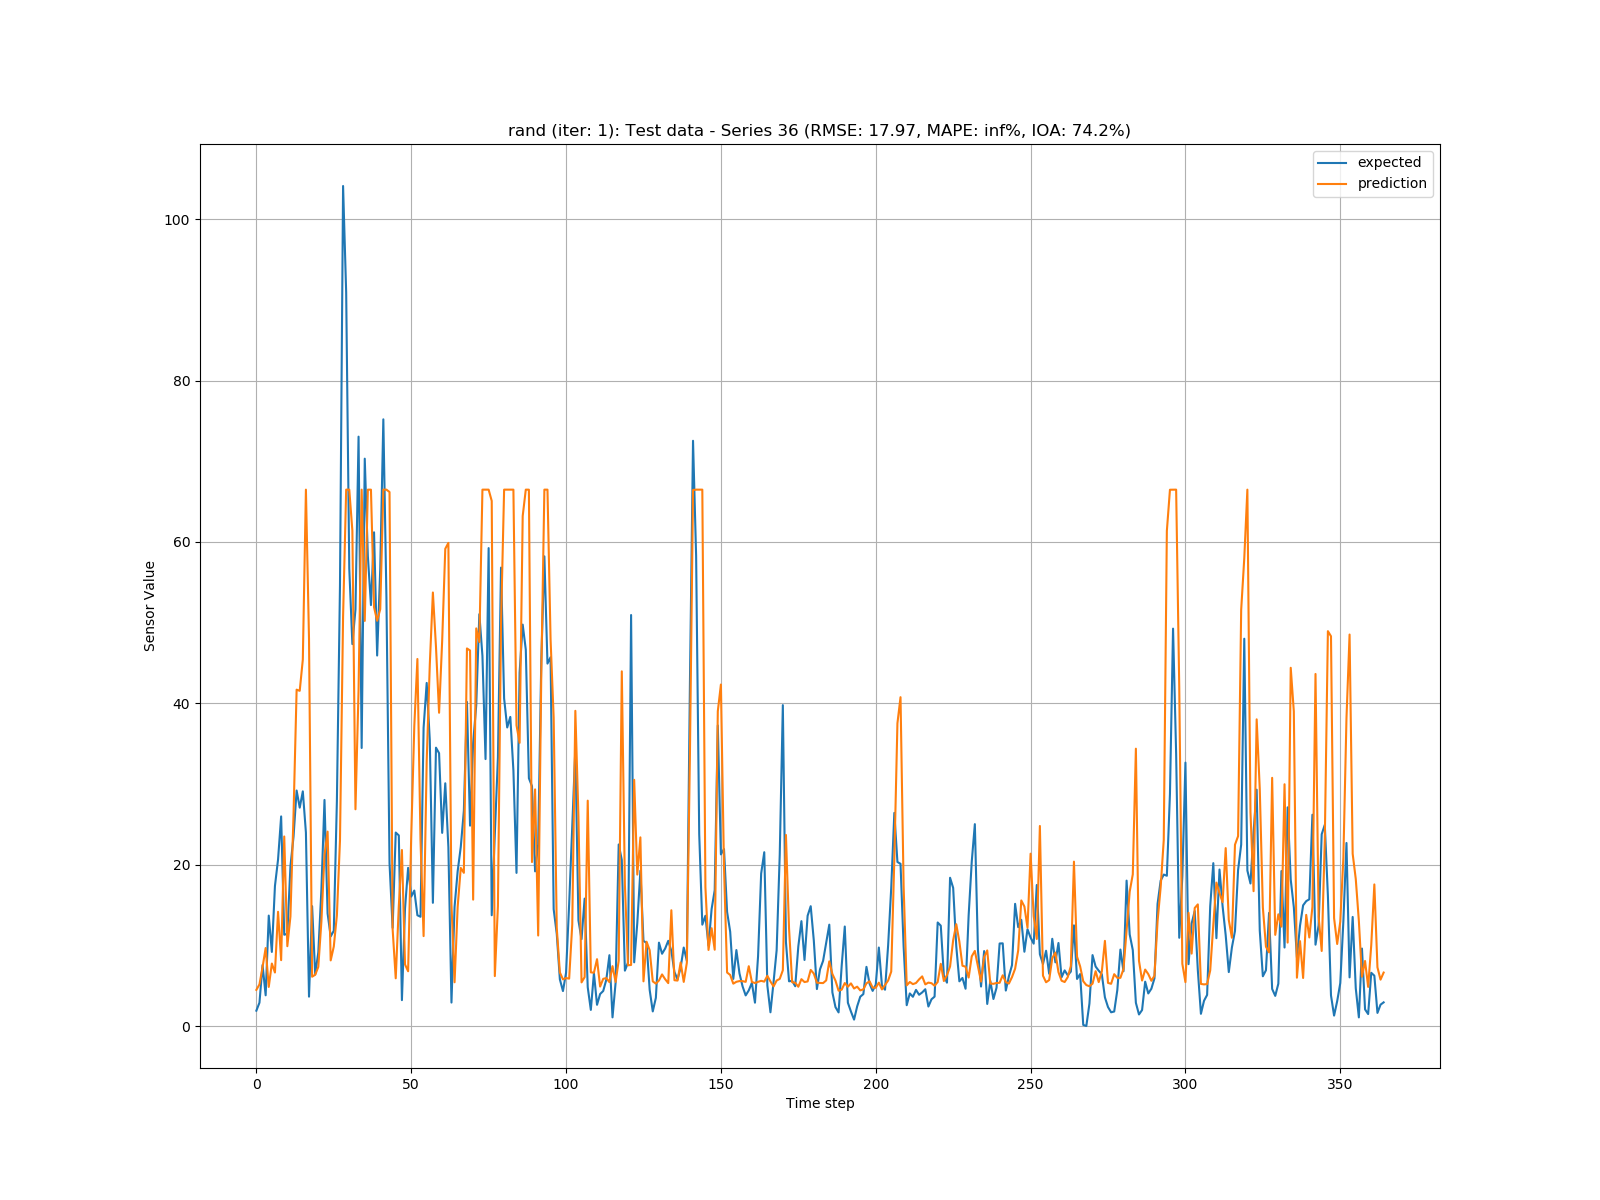 rand (iter: 1): Test data - Series 36 (RMSE: 17.97, MAPE: inf%, IOA: 74.2%)
expected
prediction
100
80
60
40
20
0
Sensor Value
0 50 100 150 200 250 300 350
Time step